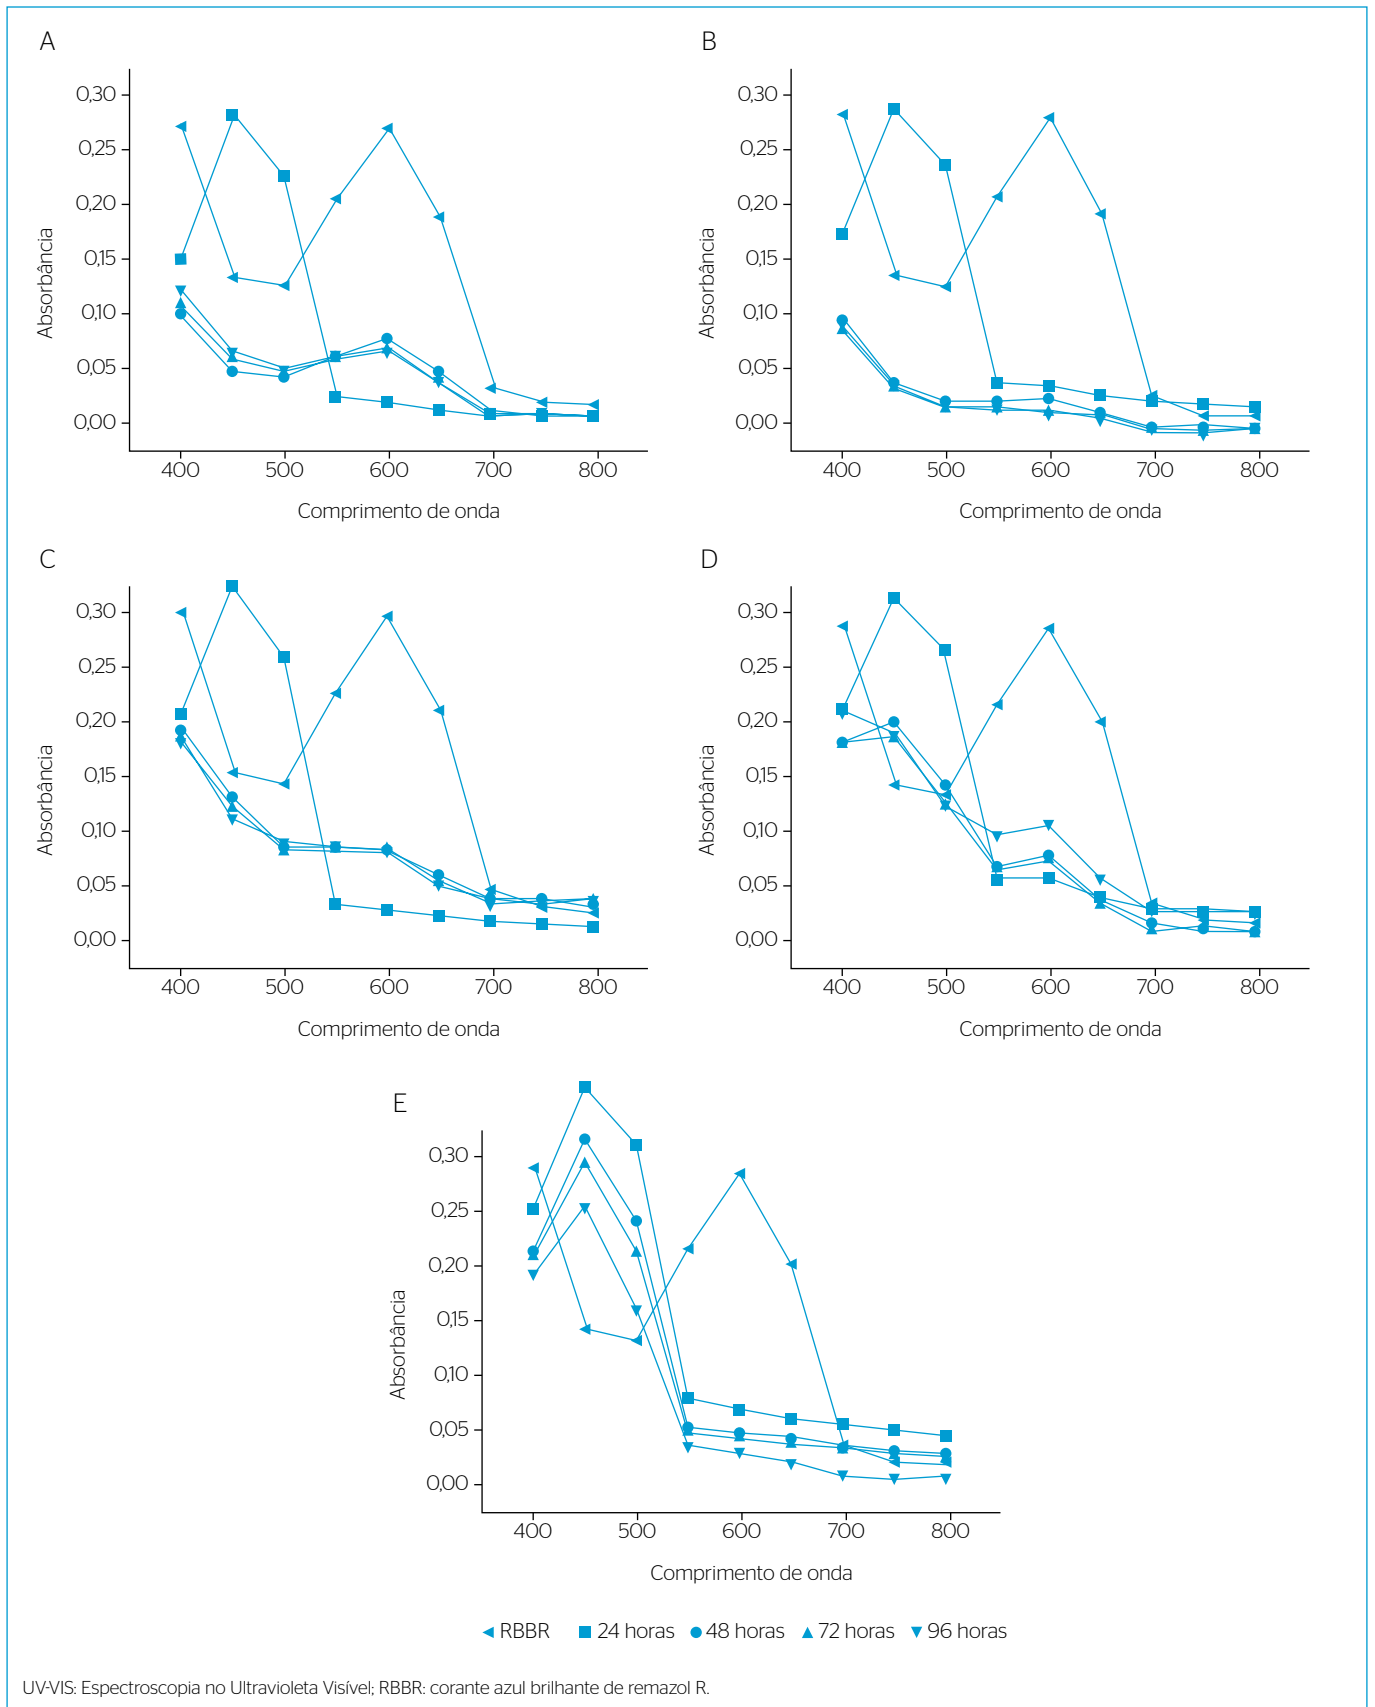 A
0,30
0,25
0,20
0,15
0,10
0,05
0,00
Absorbância
400 500 600 700 800
Comprimento de onda
B
0,30
0,25
0,20
0,15
0,10
0,05
0,00
Absorbância
400 500 600 700 800
Comprimento de onda
C
0,30
0,25
0,20
0,15
0,10
0,05
0,00
Absorbância
400 500 600 700 800
Comprimento de onda
D
0,30
0,25
0,20
0,15
0,10
0,05
0,00
Absorbância
400 500 600 700 800
Comprimento de onda
E
0,30
0,25
0,20
0,15
0,10
0,05
0,00
Absorbância
400 500 600 700 800
Comprimento de onda
RBBR 24 horas 48 horas 72 horas 96 horas
UV-VIS: Espectroscopia no Ultravioleta Visível; RBBR: corante azul brilhante de remazol R.